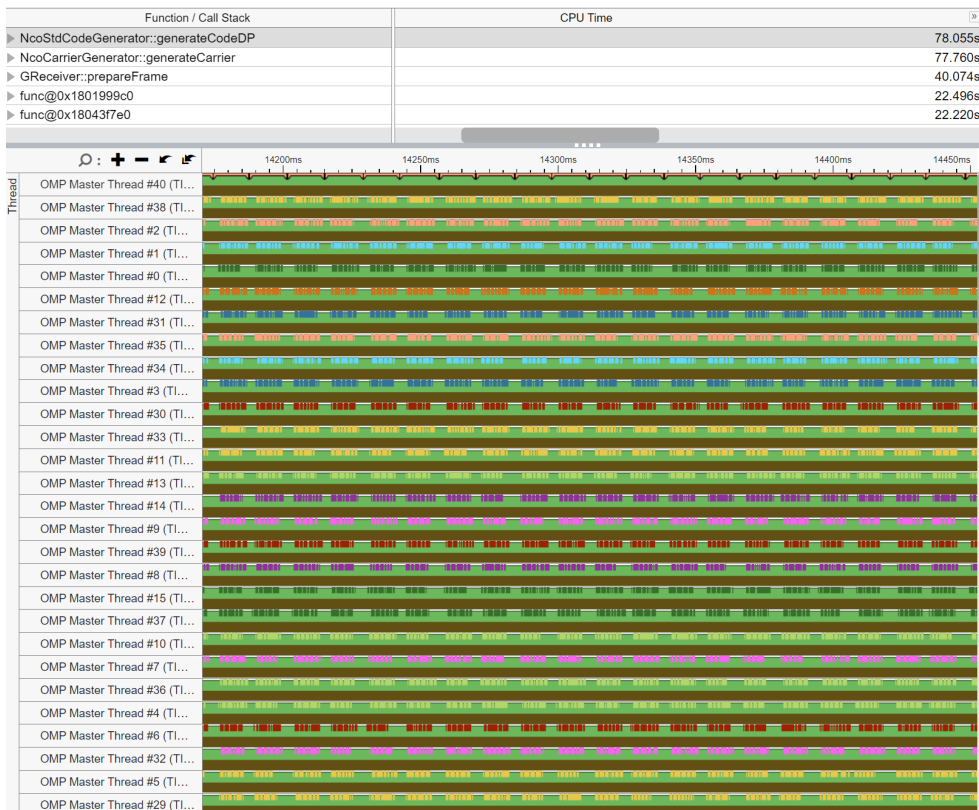 Function / Call Stack CPU Time »
NcoStdCodeGenerator::generateCodeDP 78.055s
NcoCarrierGenerator::generateCarrier 77.760s
GReceiver::prepareFrame 40.074s
func@0x1801999c0 22.496s
func@0x18043f7e0 22.220s
14200ms 14250ms 14300ms 14350ms 14400ms 14450ms
Thread
OMP Master Thread #40 (TI...
OMP Master Thread #38 (TI...
OMP Master Thread #2 (TI...
OMP Master Thread #1 (TI...
OMP Master Thread #0 (TI...
OMP Master Thread #12 (TI...
OMP Master Thread #31 (TI...
OMP Master Thread #35 (TI...
OMP Master Thread #34 (TI...
OMP Master Thread #3 (TI...
OMP Master Thread #30 (TI...
OMP Master Thread #33 (TI...
OMP Master Thread #11 (TI...
OMP Master Thread #13 (TI...
OMP Master Thread #14 (TI...
OMP Master Thread #9 (TI...
OMP Master Thread #39 (TI...
OMP Master Thread #8 (TI...
OMP Master Thread #15 (TI...
OMP Master Thread #37 (TI...
OMP Master Thread #10 (TI...
OMP Master Thread #7 (TI...
OMP Master Thread #36 (TI...
OMP Master Thread #4 (TI...
OMP Master Thread #6 (TI...
OMP Master Thread #32 (TI...
OMP Master Thread #5 (TI...
OMP Master Thread #29 (TI...